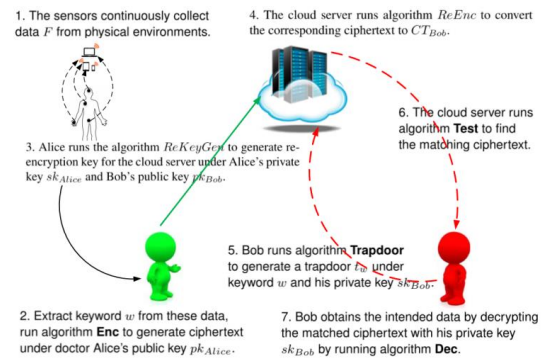 1. The sensors continuously collect
data F from physical environments.
4. The cloud server runs algorithm ReEnc to convert
the corresponding ciphertext to CT_Bob.
6. The cloud server runs
algorithm Test to find
the matching ciphertext.
3. Alice runs the algorithm ReKeyGen to generate re-
encryption key for the cloud server under Alice's private
key sk_Alice and Bob's public key pk_Bob.
5. Bob runs algorithm Trapdoor
to generate a trapdoor t_w under
keyword w and his private key sk_Bob.
2. Extract keyword w from these data,
run algorithm Enc to generate ciphertext
under doctor Alice's public key pk_Alice.
7. Bob obtains the intended data by decrypting
the matched ciphertext with his private key
sk_Bob by running algorithm Dec.